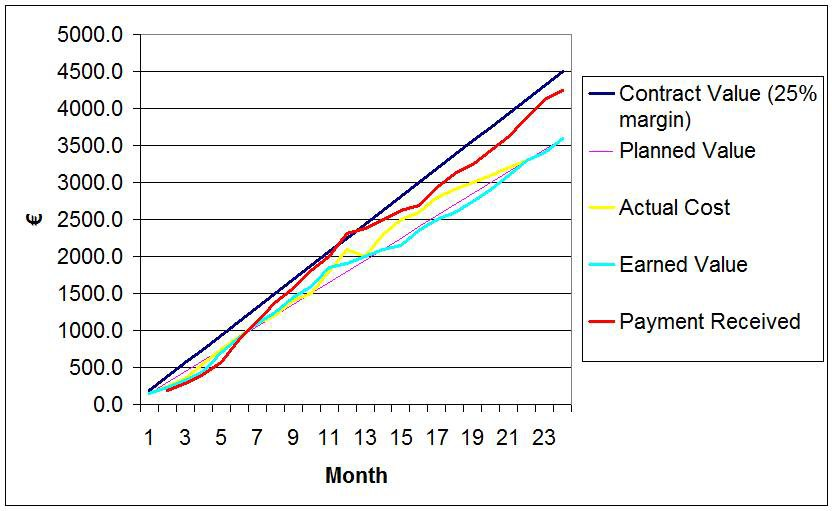 5000.0
4500.0
4000.0
3500.0
3000.0
2500.0
2000.0
1500.0
1000.0
500.0
0.0
€
1 3 5 7 9 11 13 15 17 19 21 23
Month
Contract Value (25%
margin)
Planned Value
Actual Cost
Earned Value
Payment Received